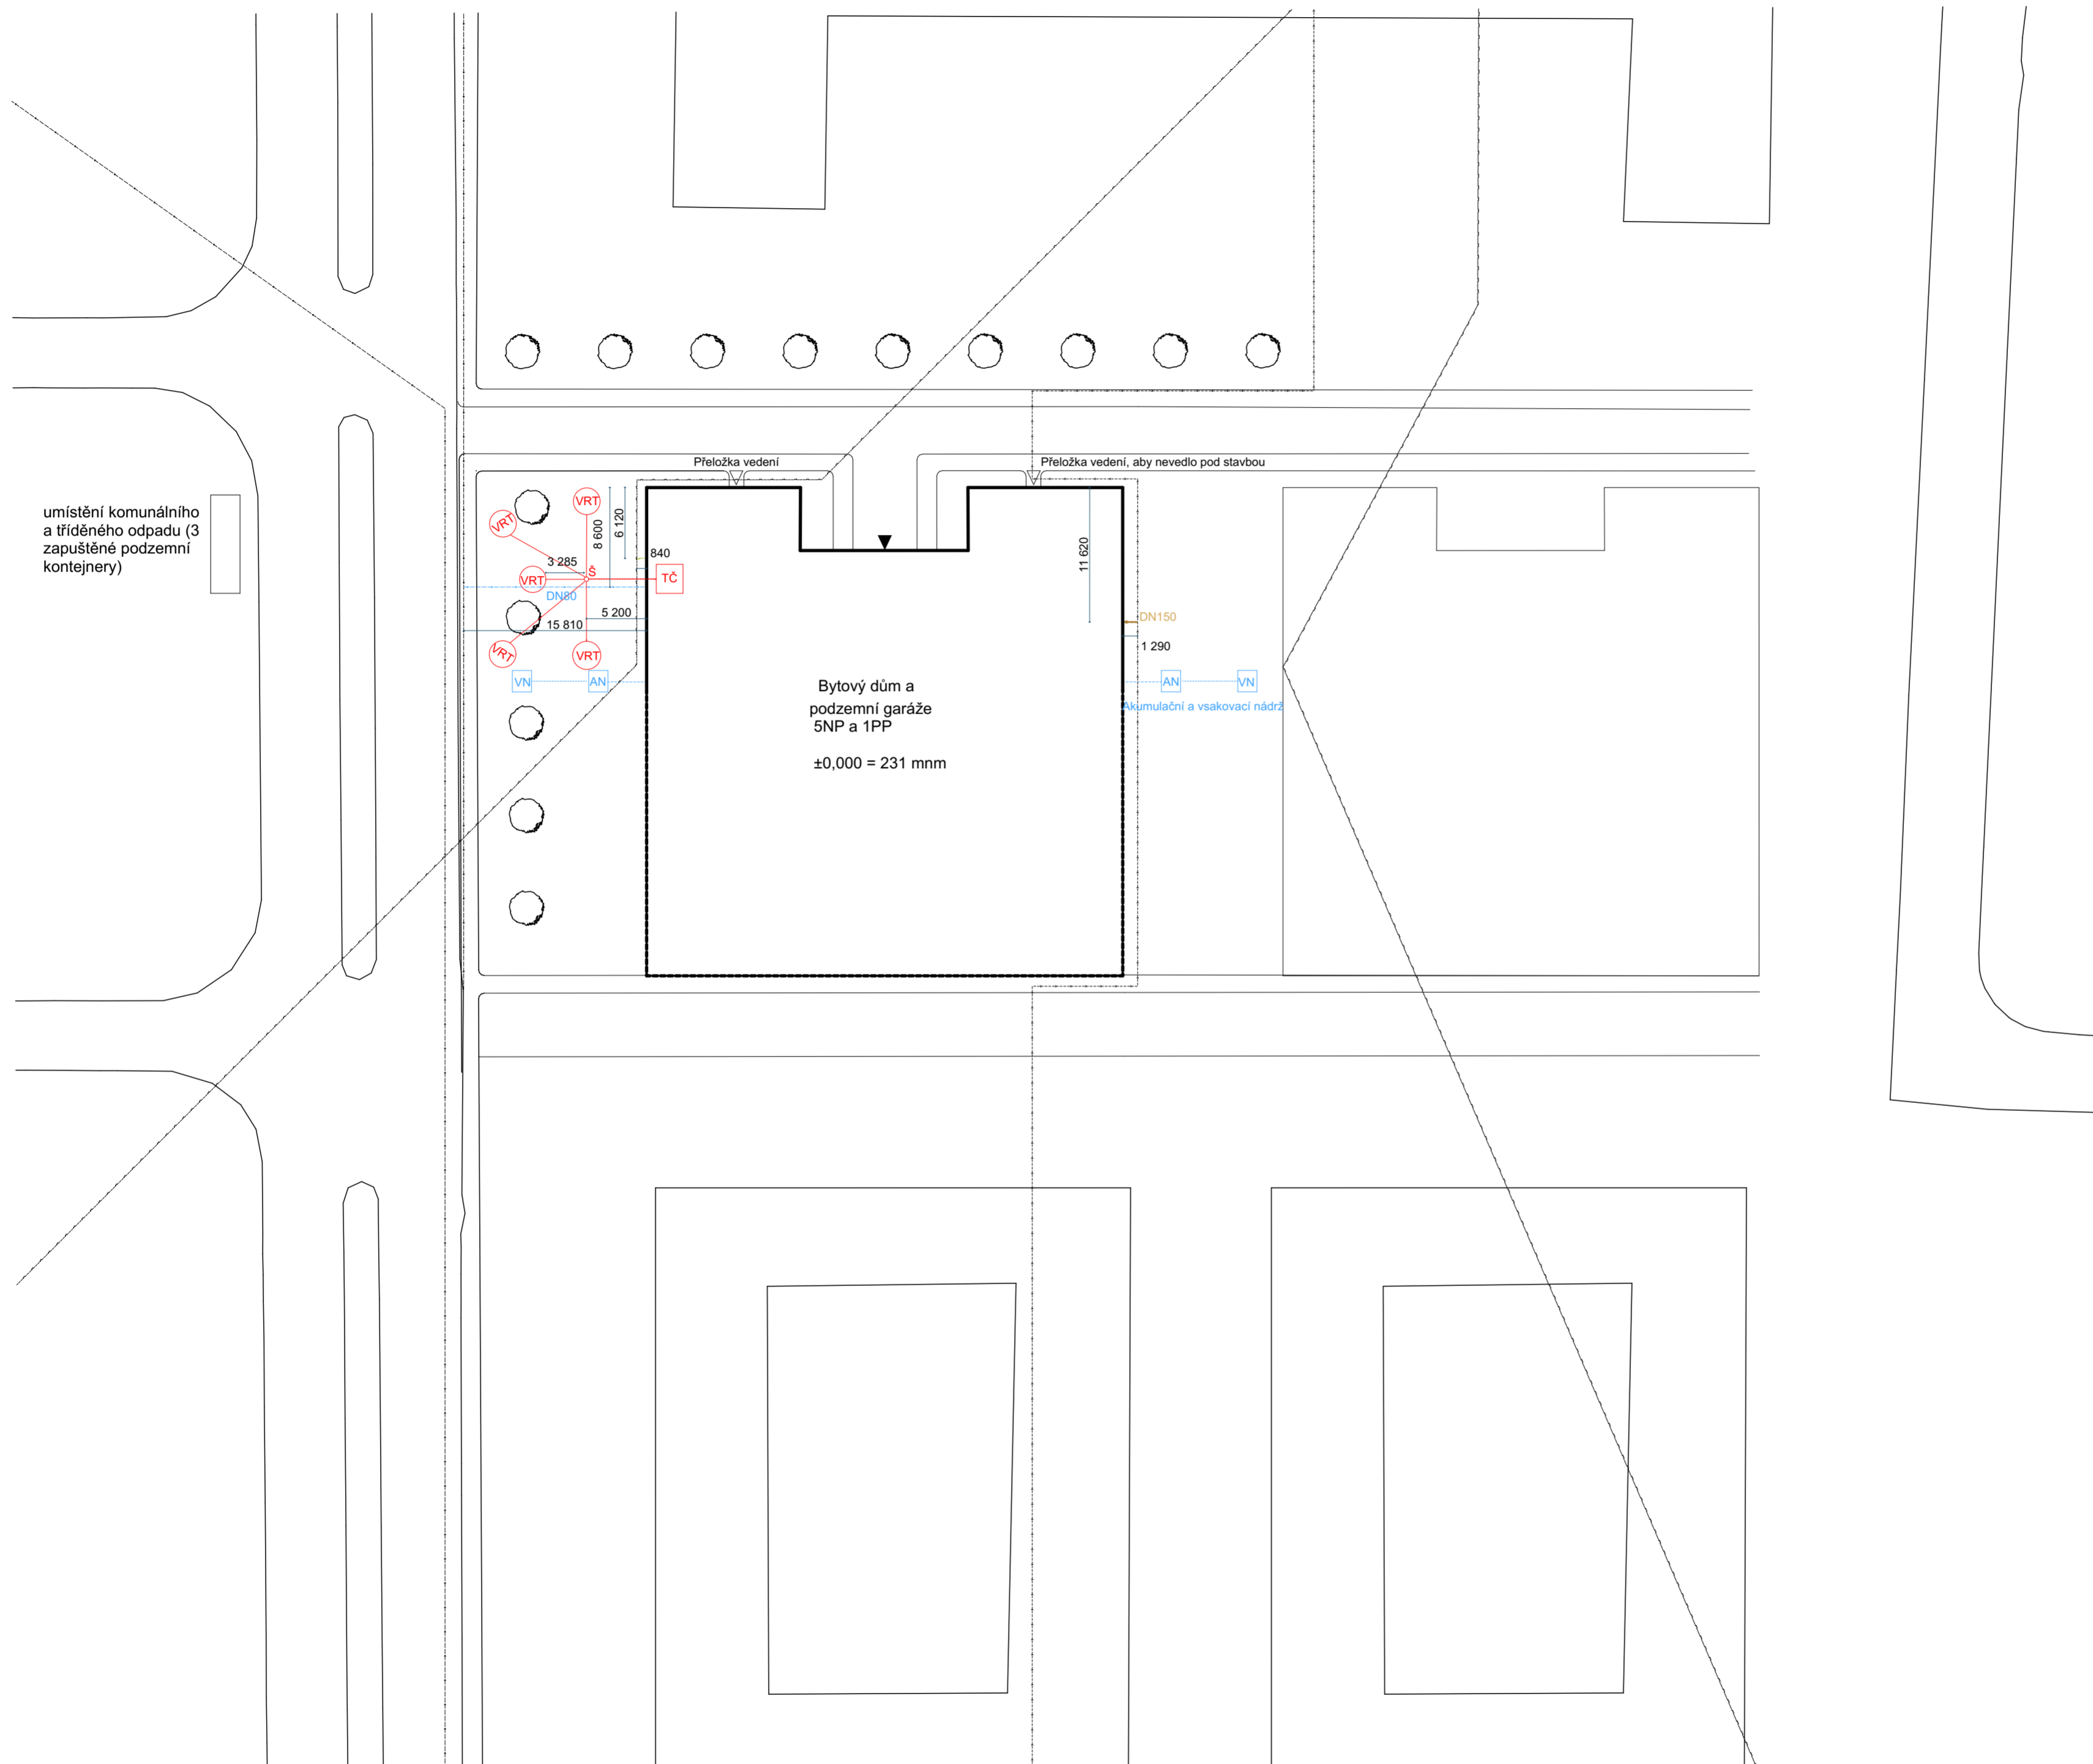 Přeložka vedení
Přeložka vedení, aby nevedlo pod stavbou
umístění komunálního
a tříděného odpadu (3
zapuštěné podzemní
kontejnery)
VRT
VRT
8 600
6 120
840
3 285
Š
VRT
TČ
DN80
5 200
15 810
VRT
VRT
11 620
DN150
1 290
VN
AN
AN
VN
Akumulační a vsakovací nádrž
Bytový dům a
podzemní garáže
5NP a 1PP
±0,000 = 231 mnm